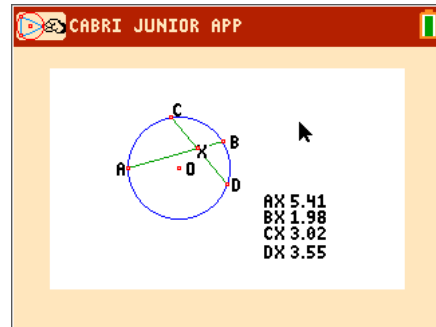 CABRI JUNIOR APP
C
B
X
A
O
D
AX 5.41
BX 1.98
CX 3.02
DX 3.55